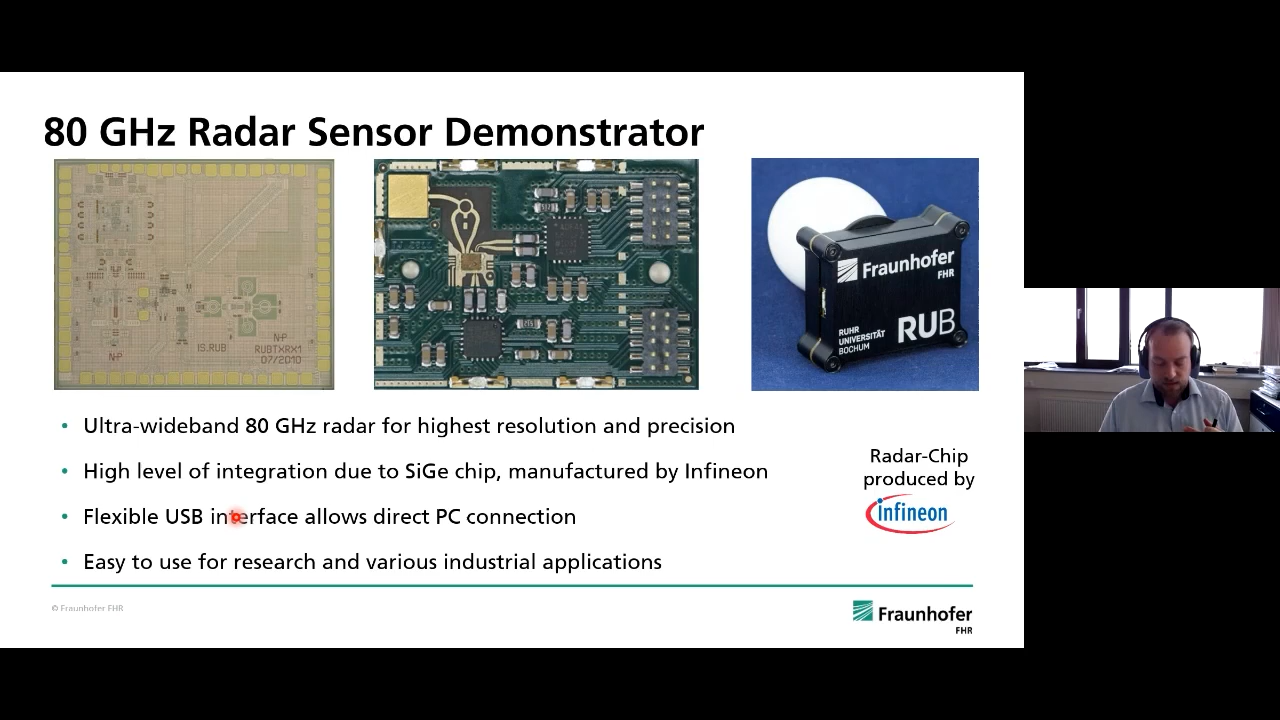 80 GHz Radar Sensor Demonstrator
N-P
IS.RUB
N-P
RUBTXRX1
07/2010
Fraunhofer
FHR
RUHR
UNIVERSITÄT
BOCHUM
RUB
• Ultra-wideband 80 GHz radar for highest resolution and precision
• High level of integration due to SiGe chip, manufactured by Infineon
• Flexible USB interface allows direct PC connection
• Easy to use for research and various industrial applications
Radar-Chip
produced by
infineon
© Fraunhofer FHR
Fraunhofer
FHR